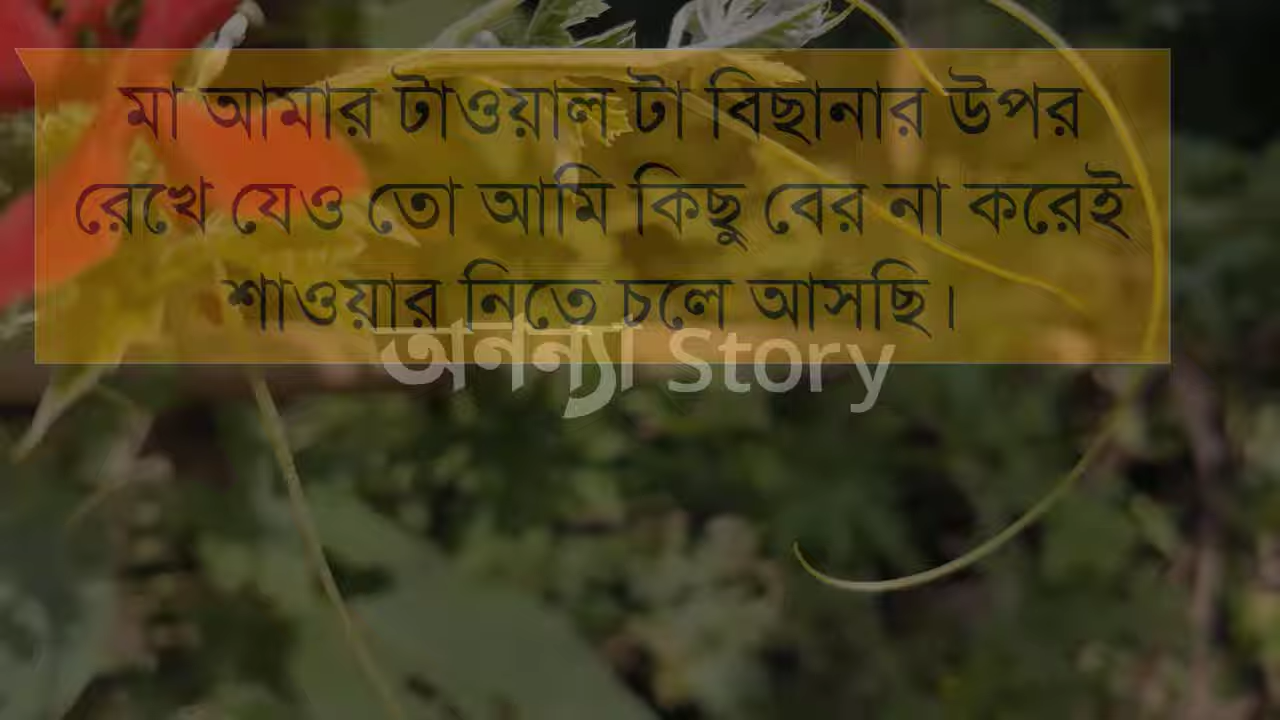 মা আমার টাওয়াল টা বিছানার উপর
রেখে যেও তো আমি কিছু বের না করেই
শাওয়ার নিতে চলে আসছি।
অনন্যা Story